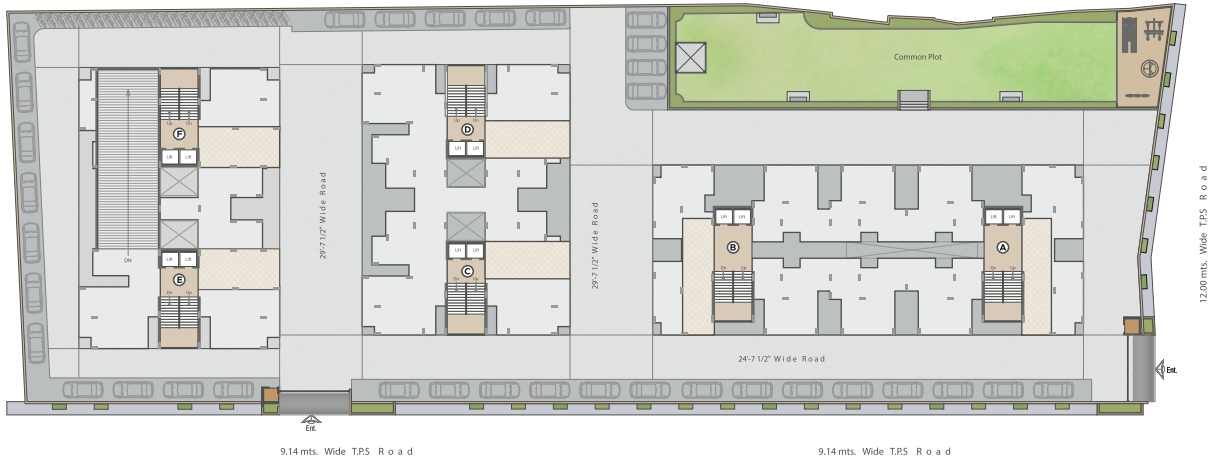 Common Plot
Up Dn
F
Lift Lift
Up Dn
D
Lift Lift
29'-7 1/2" Wide Road
29'-7 1/2" Wide Road
12.00 mts. Wide T.P.S Road
Lift Lift
B
Dn Up
Lift Lift
A
Dn Up
DN
Lift Lift
E
Dn Up
Lift Lift
C
Dn Up
24'-7 1/2" Wide Road
Ent.
Ent.
9.14 mts. Wide T.P.S Road
9.14 mts. Wide T.P.S Road